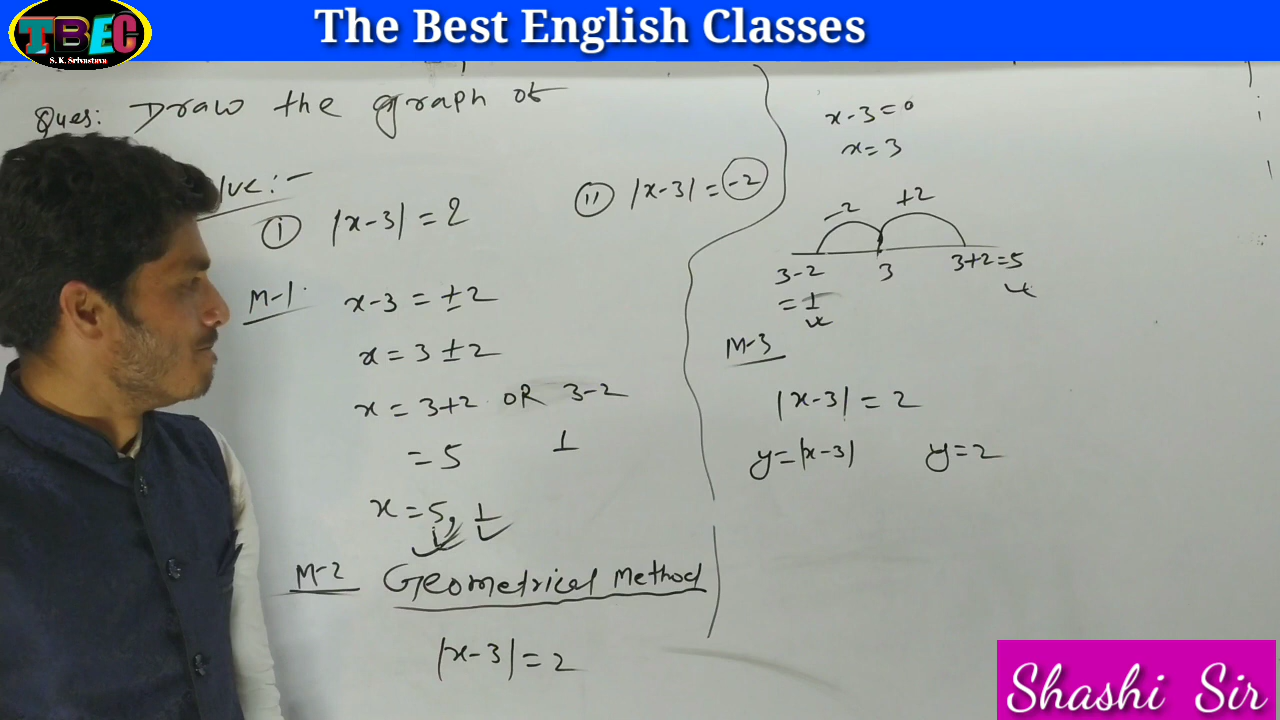 TBEC
S. K. Srivastava
The Best English Classes
Ques: Draw the graph of
lve:-
(i) |x-3| = 2
(ii) |x-3| = -2
M-1. x-3 = ±2
x = 3 ± 2
x = 3+2 OR 3-2
= 5 1
x = 5, 1
M-2 Geometrical Method
|x-3| = 2
x-3=0
x=3
-2 +2
3-2 3 3+2=5
= 1
M-3
|x-3| = 2
y=|x-3| y=2
Shashi Sir